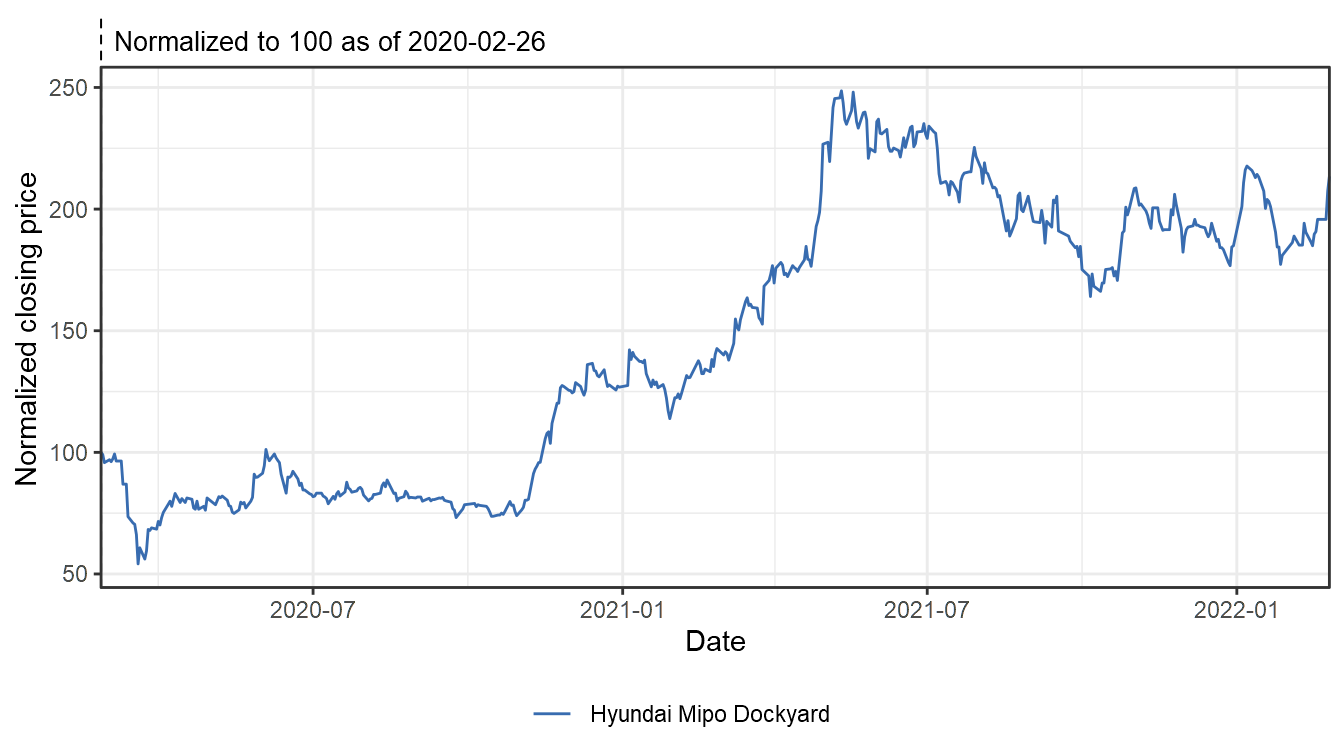 Normalized to 100 as of 2020-02-26
250
200
150
100
50
Normalized closing price
2020-07
2021-01
2021-07
2022-01
Date
Hyundai Mipo Dockyard